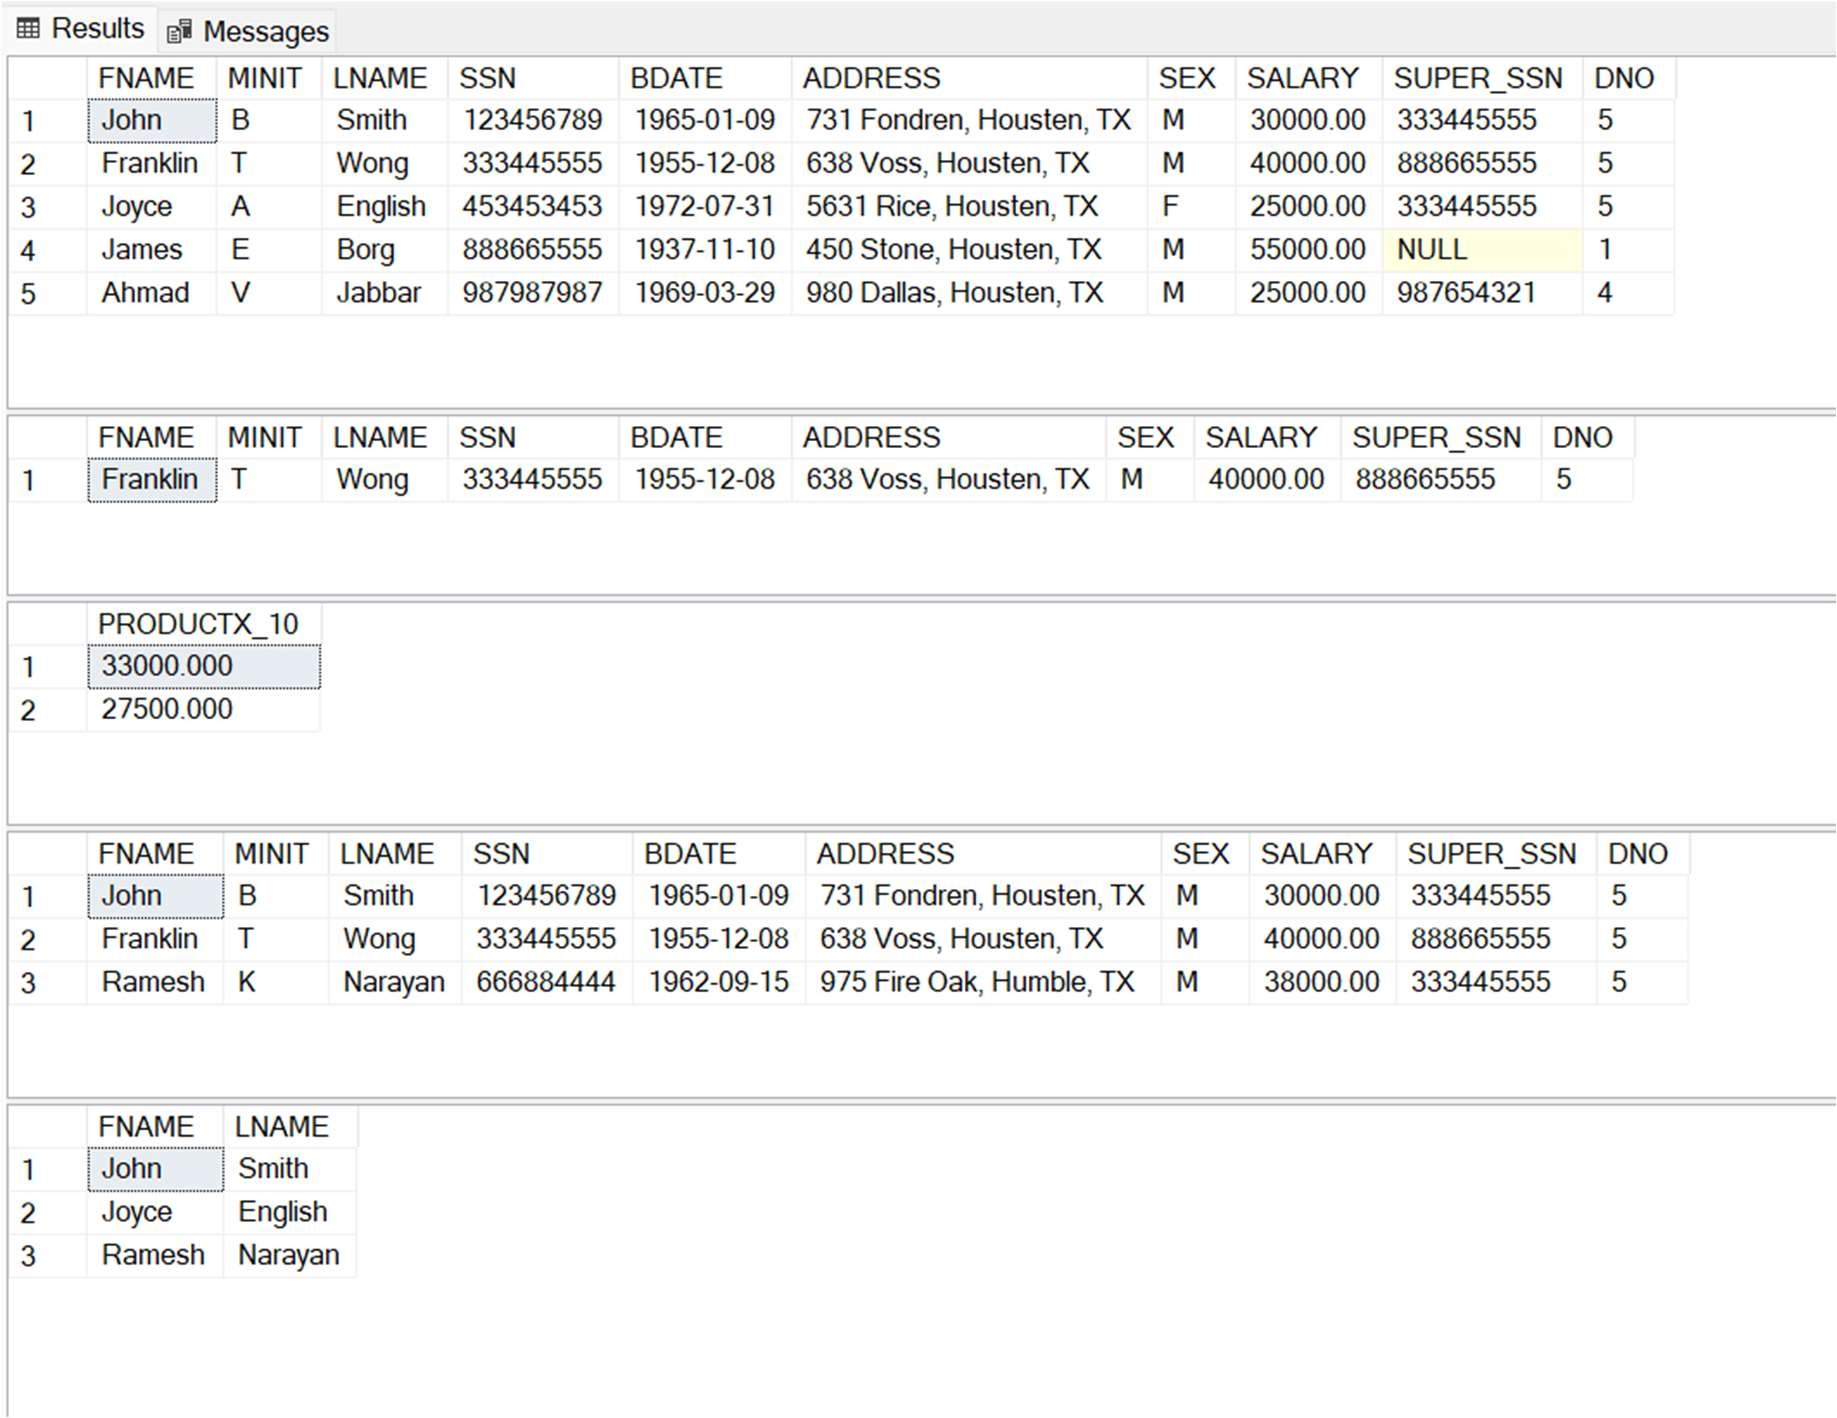 Results Messages
FNAME MINIT LNAME SSN BDATE ADDRESS SEX SALARY SUPER_SSN DNO
1 John B Smith 123456789 1965-01-09 731 Fondren, Housten, TX M 30000.00 333445555 5
2 Franklin T Wong 333445555 1955-12-08 638 Voss, Housten, TX M 40000.00 888665555 5
3 Joyce A English 453453453 1972-07-31 5631 Rice, Housten, TX F 25000.00 333445555 5
4 James E Borg 888665555 1937-11-10 450 Stone, Housten, TX M 55000.00 NULL 1
5 Ahmad V Jabbar 987987987 1969-03-29 980 Dallas, Housten, TX M 25000.00 987654321 4
FNAME MINIT LNAME SSN BDATE ADDRESS SEX SALARY SUPER_SSN DNO
1 Franklin T Wong 333445555 1955-12-08 638 Voss, Housten, TX M 40000.00 888665555 5
PRODUCTX_10
1 33000.000
2 27500.000
FNAME MINIT LNAME SSN BDATE ADDRESS SEX SALARY SUPER_SSN DNO
1 John B Smith 123456789 1965-01-09 731 Fondren, Housten, TX M 30000.00 333445555 5
2 Franklin T Wong 333445555 1955-12-08 638 Voss, Housten, TX M 40000.00 888665555 5
3 Ramesh K Narayan 666884444 1962-09-15 975 Fire Oak, Humble, TX M 38000.00 333445555 5
FNAME LNAME
1 John Smith
2 Joyce English
3 Ramesh Narayan